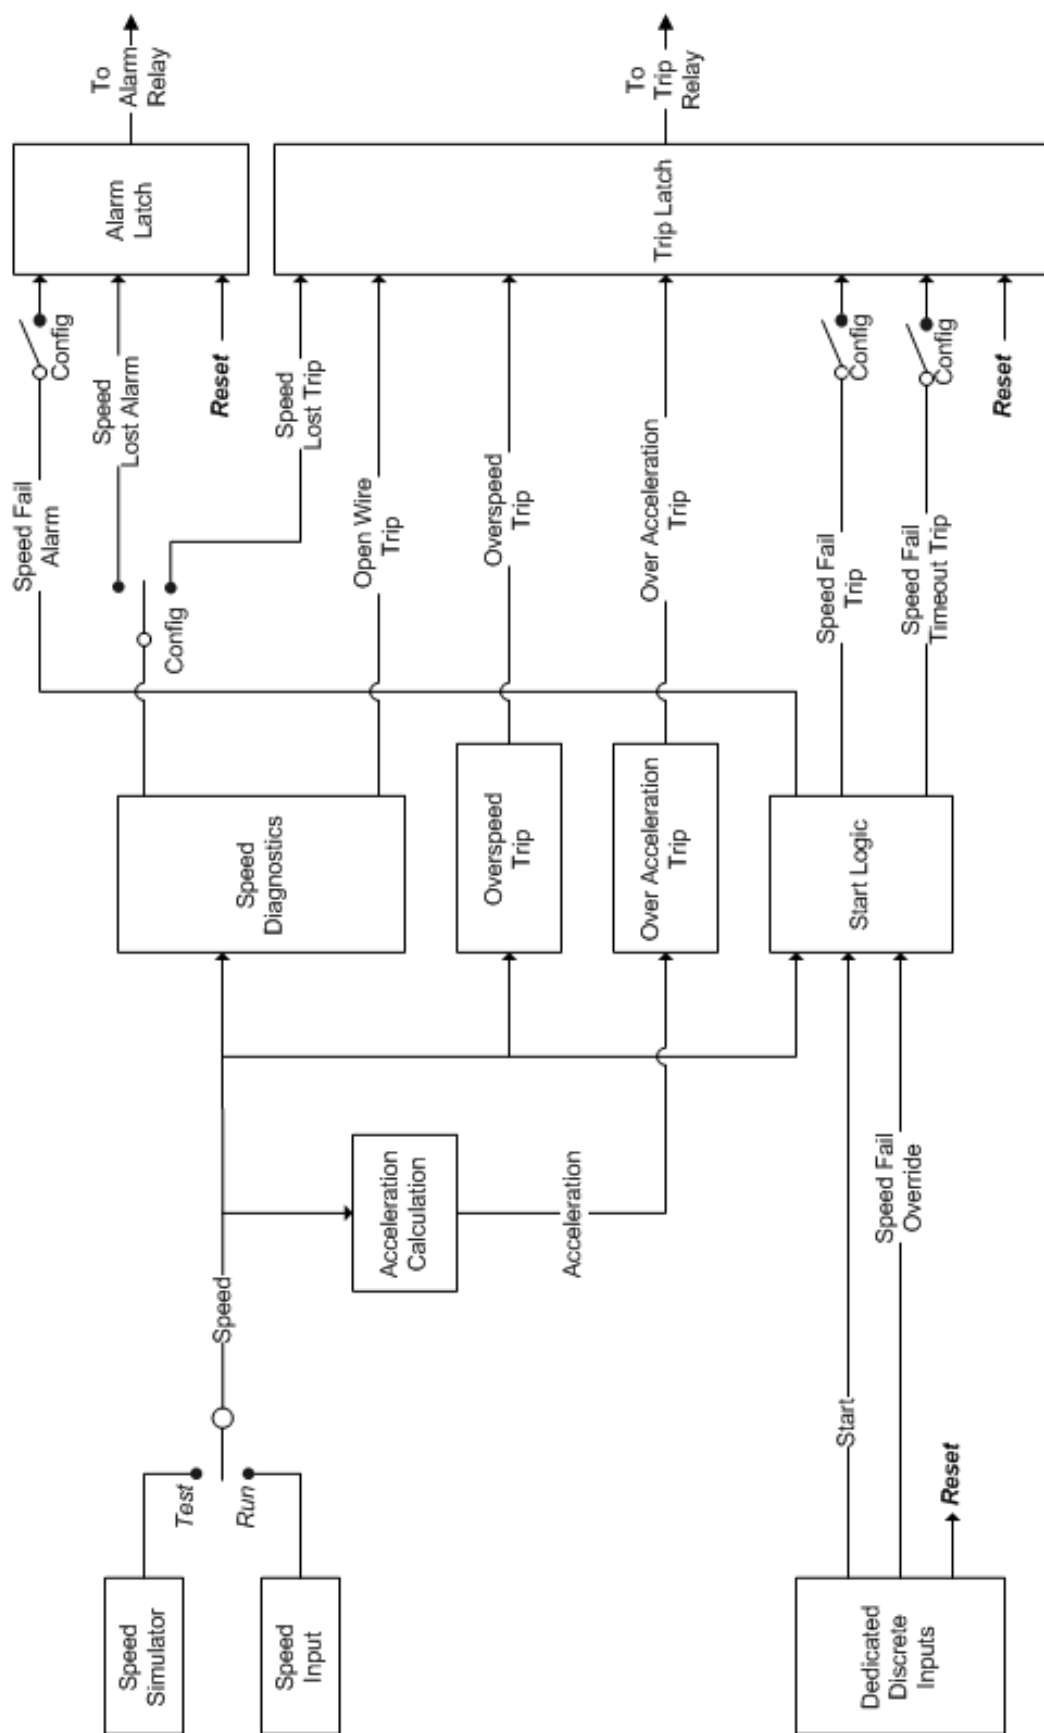 Speed
Simulator
Speed
Input
Test
Run
Speed
Acceleration
Calculation
Acceleration
Dedicated
Discrete
Inputs
Start
Speed Fail
Override
Reset
Speed
Diagnostics
Overspeed
Trip
Over Acceleration
Trip
Start Logic
Speed Fail
Alarm
Config
Speed
Lost Alarm
Config
Reset
Speed
Lost Trip
Open Wire
Trip
Overspeed
Trip
Over Acceleration
Trip
Speed Fail
Trip
Config
Speed Fail
Timeout Trip
Config
Reset
Alarm
Latch
Trip Latch
To
Alarm
Relay
To
Trip
Relay